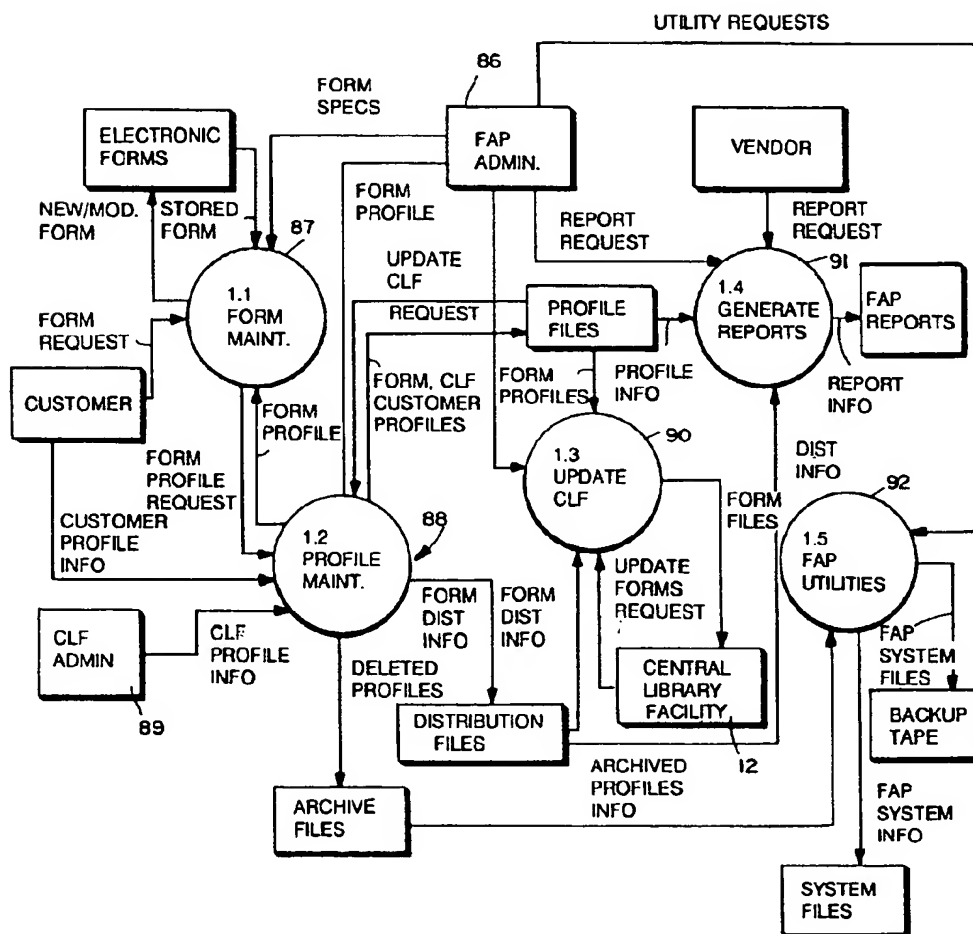 UTILITY REQUESTS
86
FORM
SPECS
ELECTRONIC
FORMS
FAP
ADMIN.
VENDOR
NEW/MOD.
FORM
STORED
FORM
87
FORM
PROFILE
REPORT
REQUEST
REPORT
REQUEST
91
1.1
FORM
MAINT.
UPDATE
CLF
REQUEST
PROFILE
FILES
1.4
GENERATE
REPORTS
FAP
REPORTS
FORM
REQUEST
CUSTOMER
FORM
PROFILE
FORM, CLF
CUSTOMER
PROFILES
FORM
PROFILES
PROFILE
INFO
REPORT
INFO
90
FORM
PROFILE
REQUEST
1.3
UPDATE
CLF
DIST
INFO
92
CUSTOMER
PROFILE
INFO
88
FORM
FILES
1.2
PROFILE
MAINT.
1.5
FAP
UTILITIES
UPDATE
FORMS
REQUEST
FORM
DIST
INFO
FORM
DIST
INFO
CLF
ADMIN
89
CLF
PROFILE
INFO
DELETED
PROFILES
CENTRAL
LIBRARY
FACILITY
12
FAP
SYSTEM
FILES
BACKUP
TAPE
DISTRIBUTION
FILES
ARCHIVED
PROFILES
INFO
ARCHIVE
FILES
FAP
SYSTEM
INFO
SYSTEM
FILES